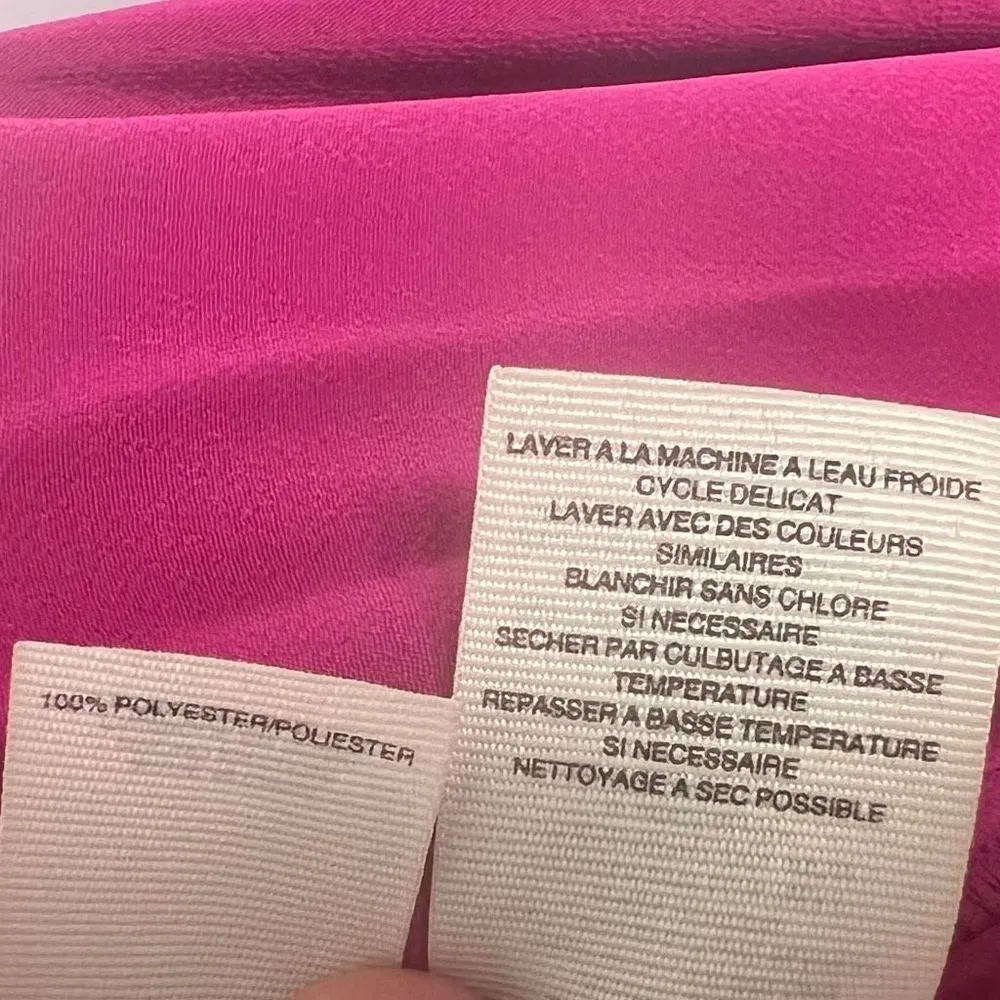 100% POLYESTER/POLIESTER
LAVER A LA MACHINE A LEAU FROIDE
CYCLE DELICAT
LAVER AVEC DES COULEURS
SIMILAIRES
BLANCHIR SANS CHLORE
SI NECESSAIRE
SECHER PAR CULBUTAGE A BASSE
TEMPERATURE
REPASSER A BASSE TEMPERATURE
SI NECESSAIRE
NETTOYAGE A SEC POSSIBLE